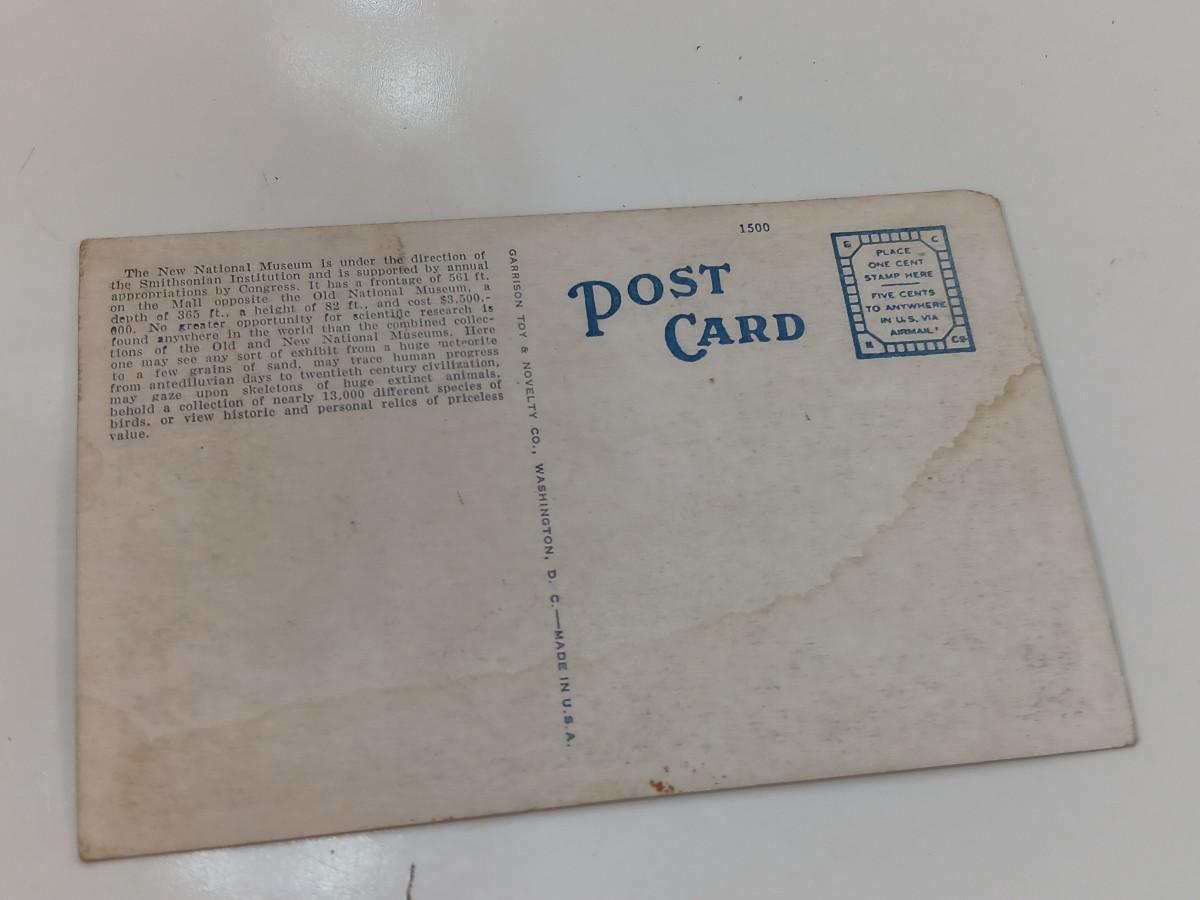 The New National Museum is under the direction of
the Smithsonian Institution and is supported by annual
appropriations by Congress. It has a frontage of 561 ft.
on the Mall opposite the Old National Museum, a
depth of 365 ft., a height of 82 ft., and cost $3,500,-
000. No greater opportunity for scientific research is
found anywhere in the world than the combined collec-
tions of the Old and New National Museums. Here
one may see any sort of exhibit from a huge meteorite
to a few grains of sand, may trace human progress
from antediluvian days to twentieth century civilization,
may gaze upon skeletons of huge extinct animals,
behold a collection of nearly 13,000 different species of
birds, or view historic and personal relics of priceless
value.
GARRISON TOY & NOVELTY CO., WASHINGTON, D. C.—MADE IN U.S.A.
1500
POST
CARD
PLACE
ONE CENT
STAMP HERE
FIVE CENTS
TO ANYWHERE
IN U.S. VIA
AIRMAIL